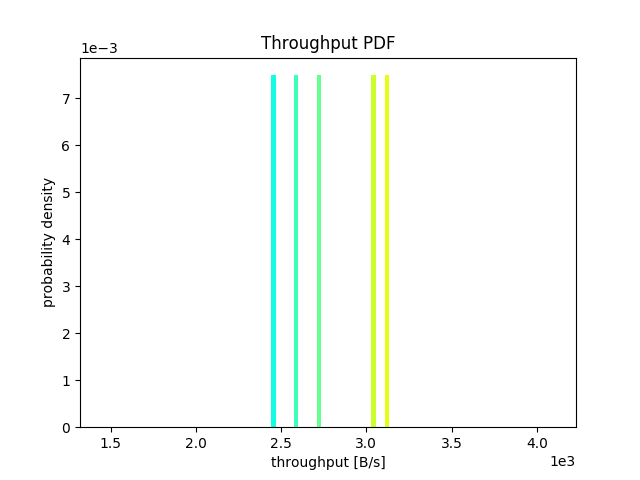 Throughput PDF
1e−3
7
6
5
4
3
2
1
0
probability density
1.5 2.0 2.5 3.0 3.5 4.0
1e3
throughput [B/s]